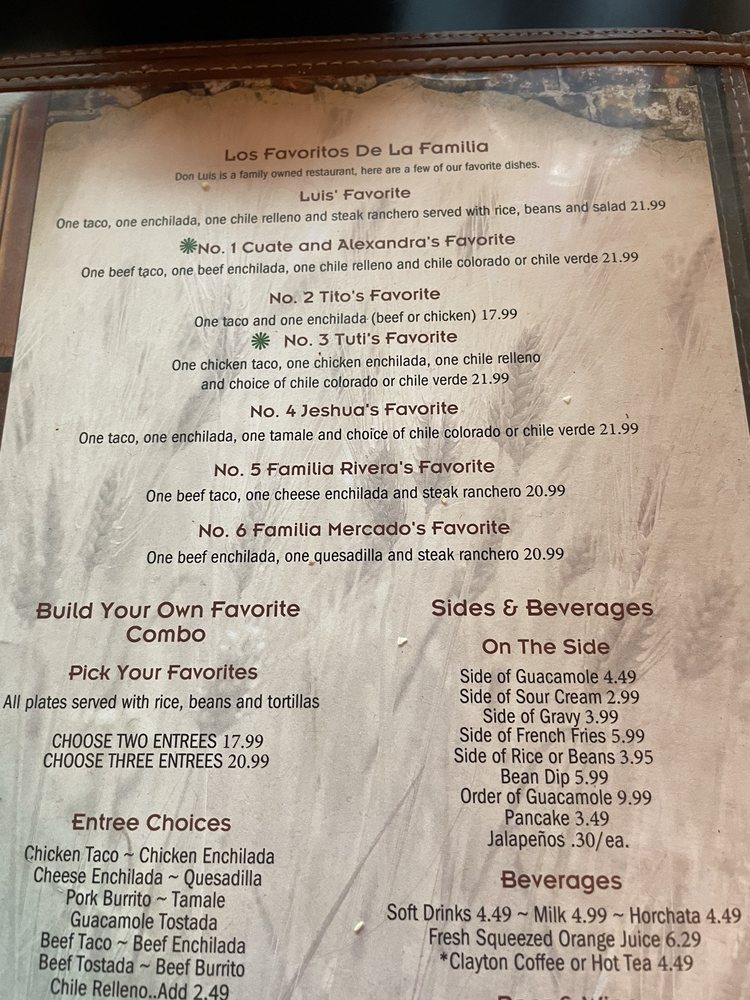 Los Favoritos De La Familia
Don Luis is a family owned restaurant, here are a few of our favorite dishes.
Luis' Favorite
One taco, one enchilada, one chile relleno and steak ranchero served with rice, beans and salad 21.99
No. 1 Cuate and Alexandra's Favorite
One beef taco, one beef enchilada, one chile relleno and chile colorado or chile verde 21.99
No. 2 Tito's Favorite
One taco and one enchilada (beef or chicken) 17.99
No. 3 Tuti's Favorite
One chicken taco, one chicken enchilada, one chile relleno
and choice of chile colorado or chile verde 21.99
No. 4 Jeshua's Favorite
One taco, one enchilada, one tamale and choice of chile colorado or chile verde 21.99
No. 5 Familia Rivera's Favorite
One beef taco, one cheese enchilada and steak ranchero 20.99
No. 6 Familia Mercado's Favorite
One beef enchilada, one quesadilla and steak ranchero 20.99
Build Your Own Favorite
Combo
Pick Your Favorites
All plates served with rice, beans and tortillas
CHOOSE TWO ENTREES 17.99
CHOOSE THREE ENTREES 20.99
Entree Choices
Chicken Taco ~ Chicken Enchilada
Cheese Enchilada ~ Quesadilla
Pork Burrito ~ Tamale
Guacamole Tostada
Beef Taco ~ Beef Enchilada
Beef Tostada ~ Beef Burrito
Chile Relleno..Add 2.49
Sides & Beverages
On The Side
Side of Guacamole 4.49
Side of Sour Cream 2.99
Side of Gravy 3.99
Side of French Fries 5.99
Side of Rice or Beans 3.95
Bean Dip 5.99
Order of Guacamole 9.99
Pancake 3.49
Jalapeños .30/ea.
Beverages
Soft Drinks 4.49 ~ Milk 4.99 ~ Horchata 4.49
Fresh Squeezed Orange Juice 6.29
*Clayton Coffee or Hot Tea 4.49